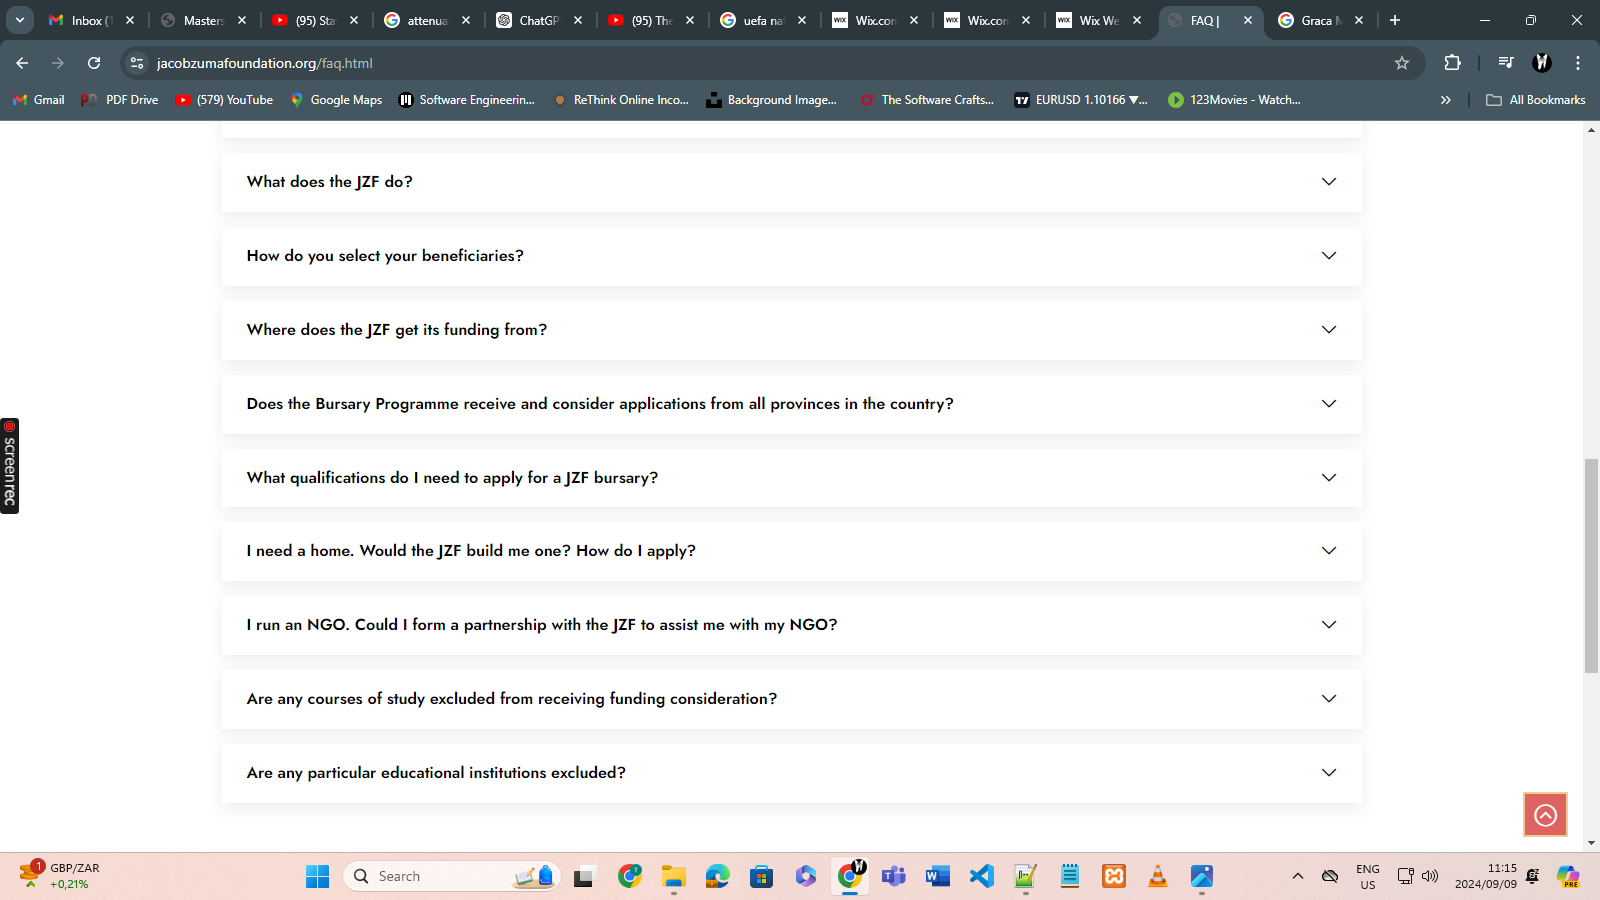 Inbox (1
Masters
(95) Sta
attenua
ChatGP
(95) The
uefa na
WIX Wix.con
WIX Wix.con
WIX Wix We
FAQ |
Graca M
jacobzumafoundation.org/faq.html
Gmail
PDF Drive
(579) YouTube
Google Maps
Software Engineerin...
ReThink Online Inco...
Background Image...
The Software Crafts...
EURUSD 1.10166 ▼...
123Movies - Watch...
All Bookmarks
What does the JZF do?
How do you select your beneficiaries?
Where does the JZF get its funding from?
Does the Bursary Programme receive and consider applications from all provinces in the country?
What qualifications do I need to apply for a JZF bursary?
I need a home. Would the JZF build me one? How do I apply?
I run an NGO. Could I form a partnership with the JZF to assist me with my NGO?
Are any courses of study excluded from receiving funding consideration?
Are any particular educational institutions excluded?
screenrec
1
GBP/ZAR
+0,21%
Search
ENG
US
11:15
2024/09/09
PRE